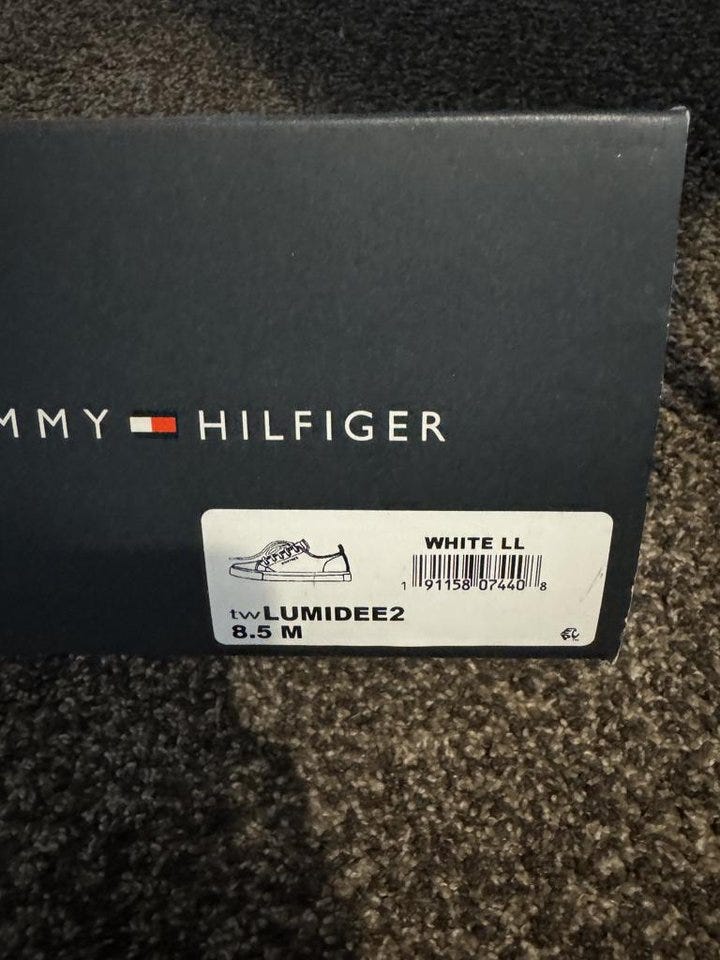 MMY HILFIGER
WHITE LL
1 91158 07440 8
twLUMIDEE2
8.5 M